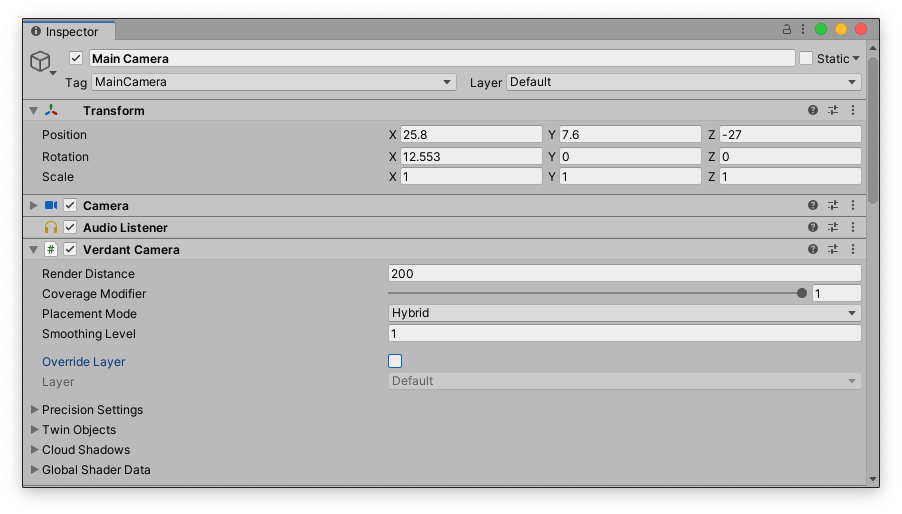 Inspector
Main Camera Static
Tag MainCamera Layer Default
Transform
Position X 25.8 Y 7.6 Z -27
Rotation X 12.553 Y 0 Z 0
Scale X 1 Y 1 Z 1
Camera
Audio Listener
# Verdant Camera
Render Distance 200
Coverage Modifier 1
Placement Mode Hybrid
Smoothing Level 1
Override Layer
Layer Default
Precision Settings
Twin Objects
Cloud Shadows
Global Shader Data